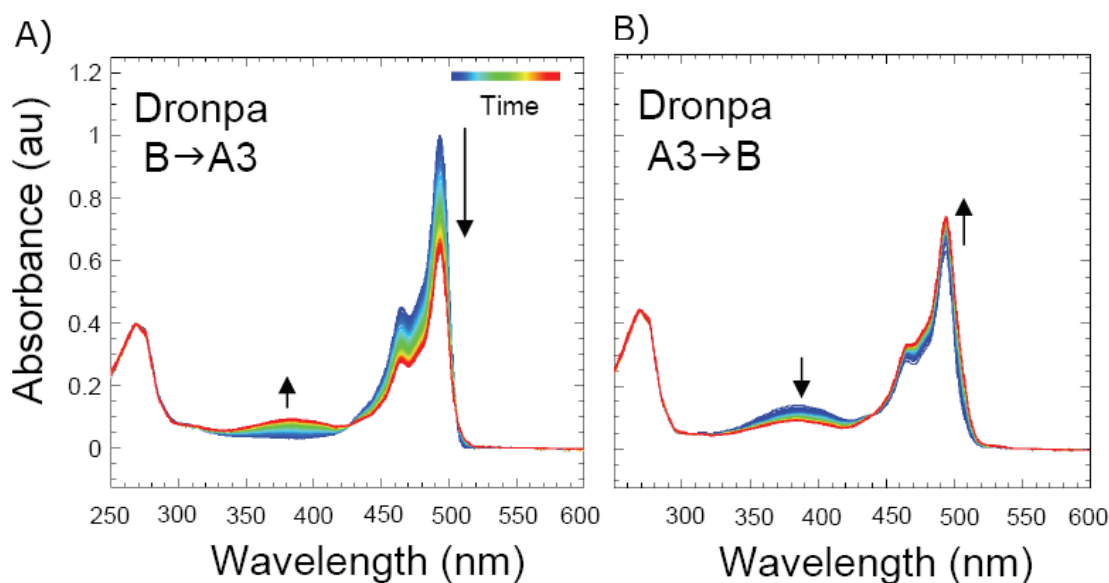 A)
Dronpa
B→A3
Time
1.2
1
0.8
0.6
0.4
0.2
0
Absorbance (au)
250 300 350 400 450 500 550 600
Wavelength (nm)
B)
Dronpa
A3→B
300 350 400 450 500 550 600
Wavelength (nm)